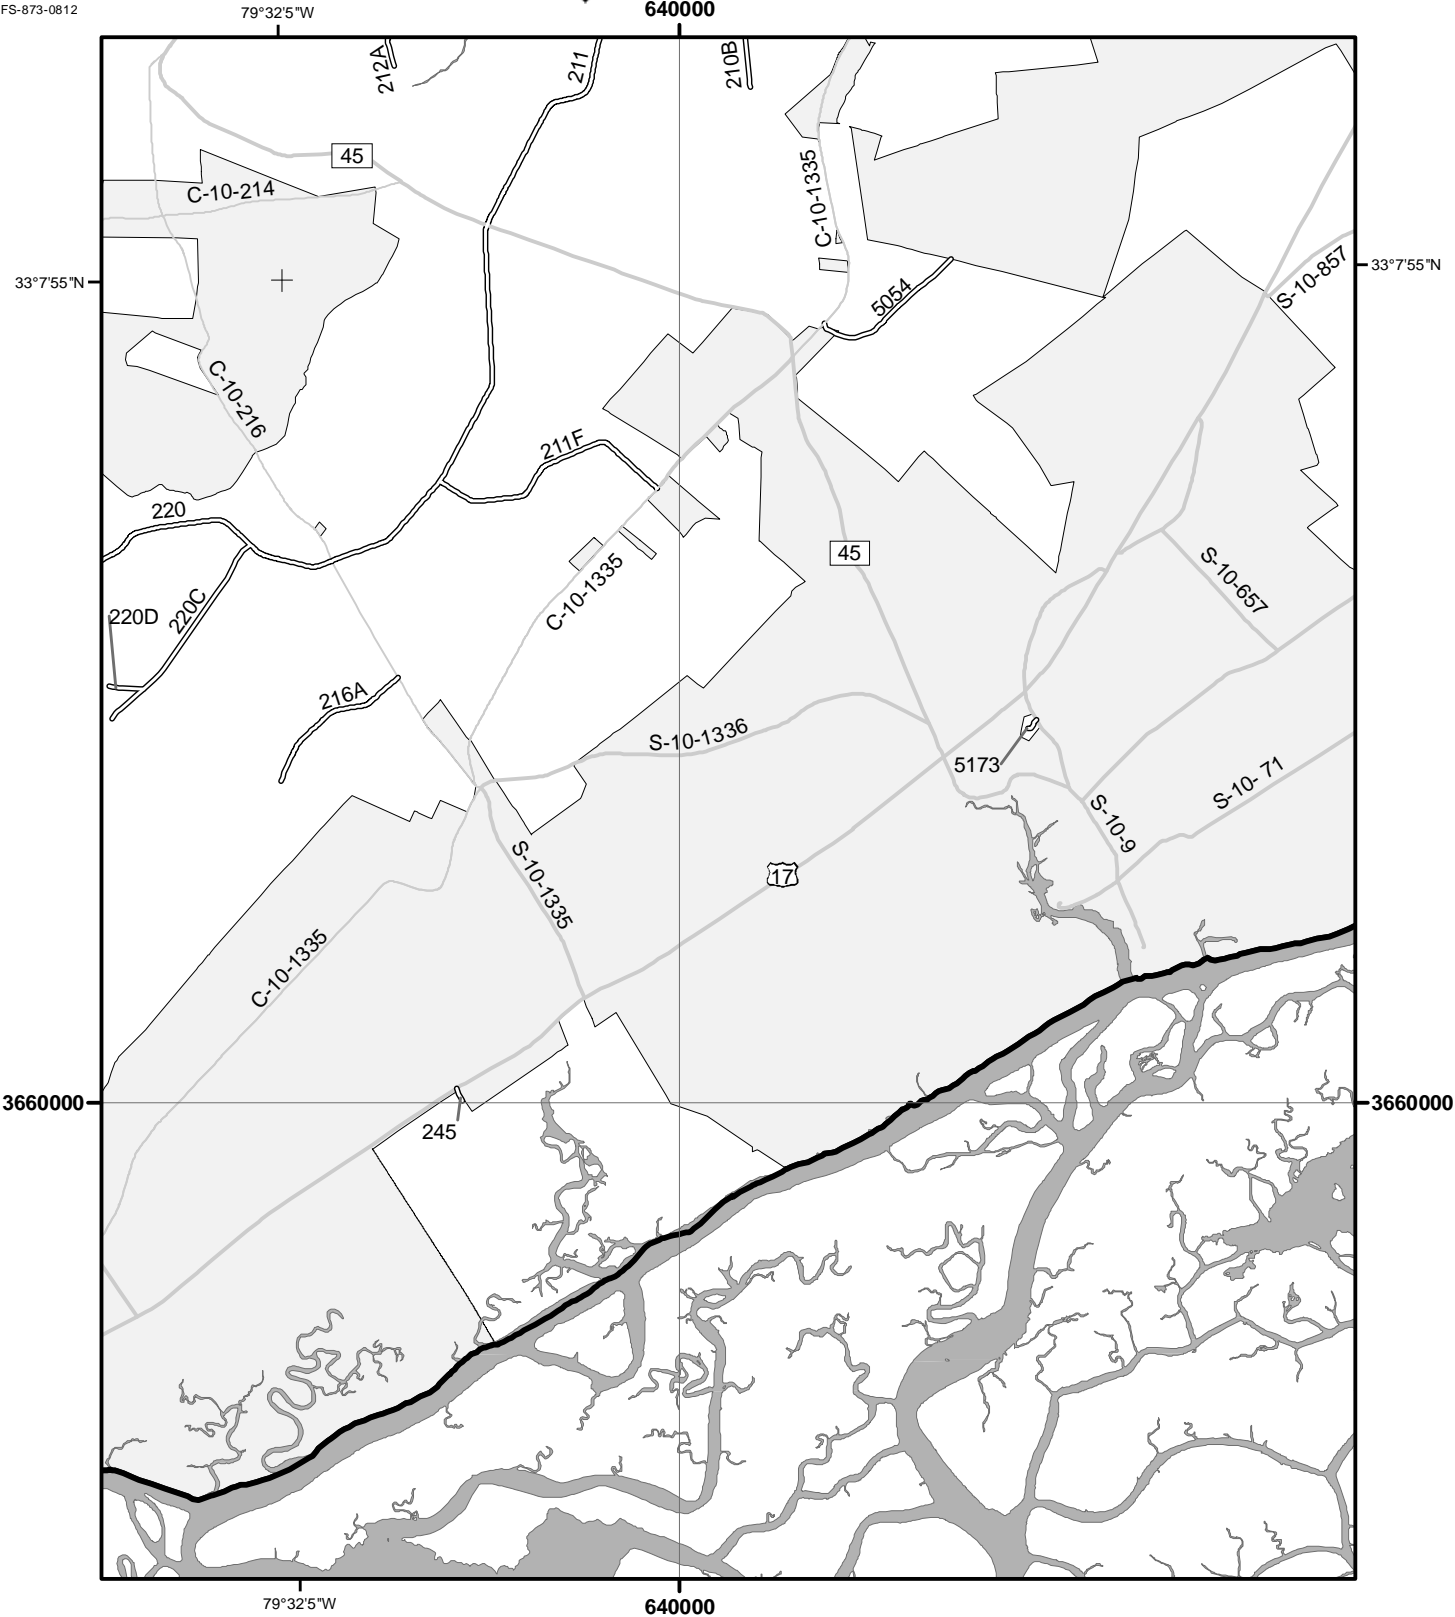 FS-873-0812
79°32'5"W
640000
212A
211
210B
45
C-10-1335
C-10-214
S-10-857
33°7'55"N
33°7'55"N
5054
C-10-216
211F
220
45
C-10-1335
S-10-657
220D
220C
216A
S-10-1336
5173
S-10- 71
S-10-9
S-10-1335
17
C-10-1335
3660000
3660000
245
79°32'5"W
640000